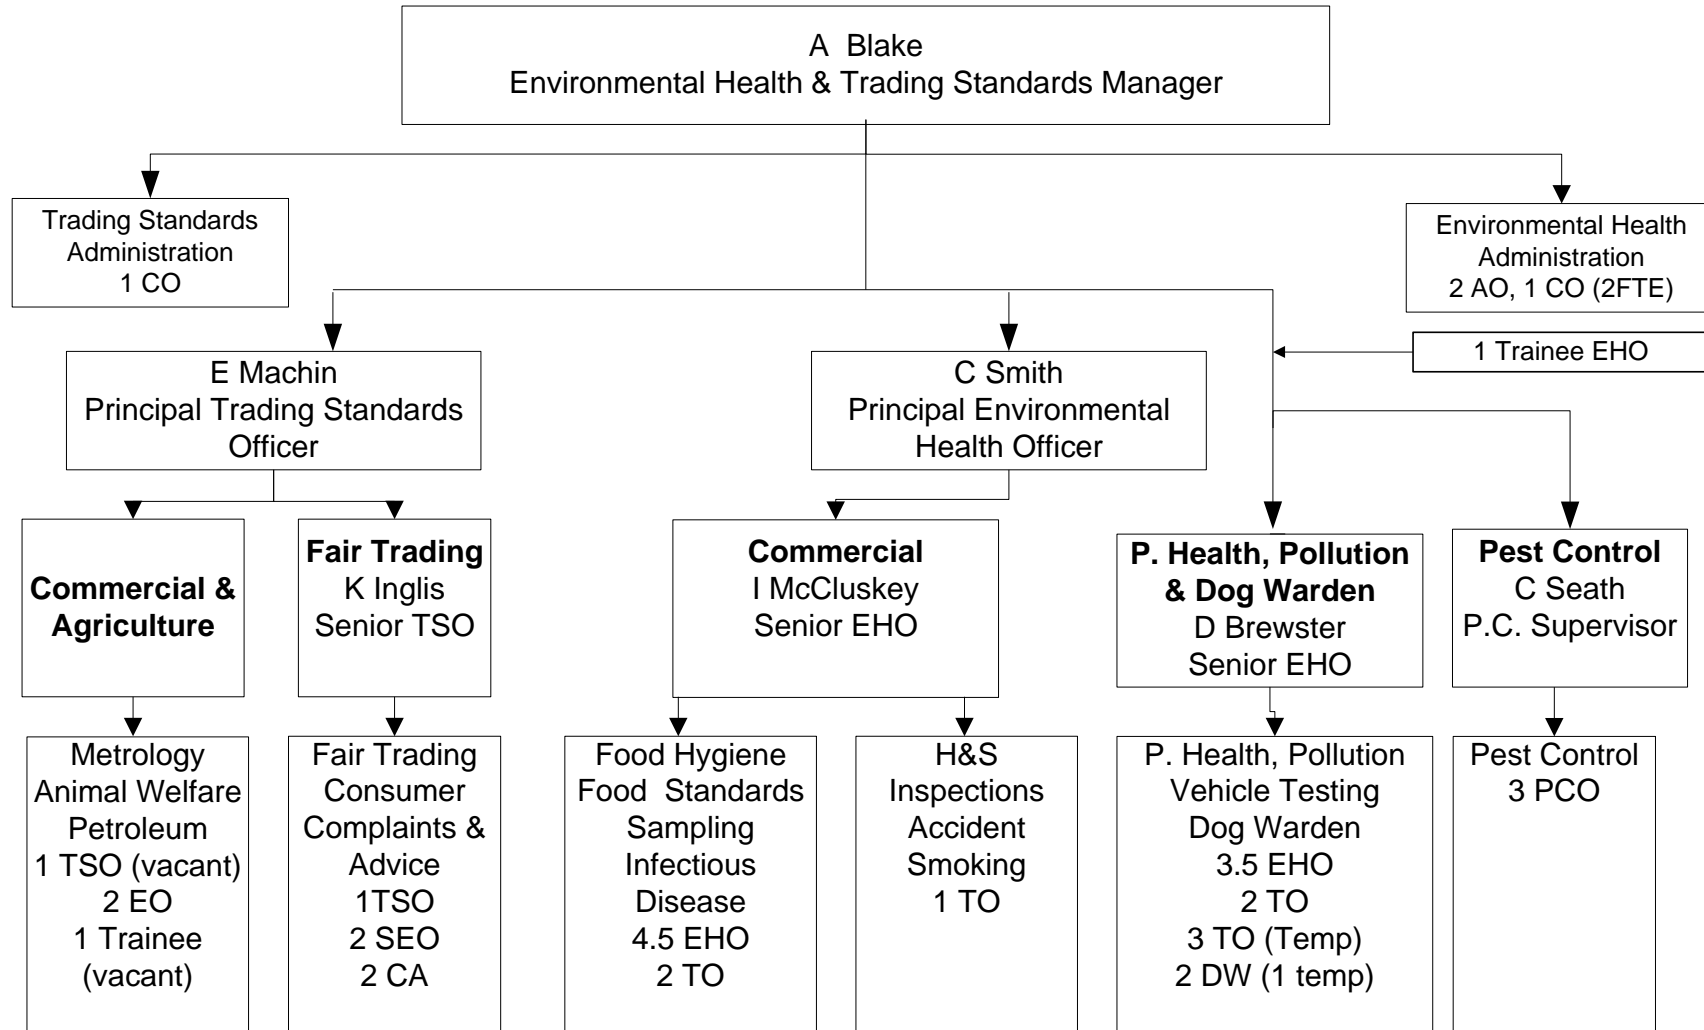 A Blake
Environmental Health & Trading Standards Manager
Trading Standards
Administration
1 CO
Environmental Health
Administration
2 AO, 1 CO (2FTE)
1 Trainee EHO
E Machin
Principal Trading Standards
Officer
C Smith
Principal Environmental
Health Officer
Commercial &
Agriculture
Fair Trading
K Inglis
Senior TSO
Commercial
I McCluskey
Senior EHO
P. Health, Pollution
& Dog Warden
D Brewster
Senior EHO
Pest Control
C Seath
P.C. Supervisor
Metrology
Animal Welfare
Petroleum
1 TSO (vacant)
2 EO
1 Trainee
(vacant)
Fair Trading
Consumer
Complaints &
Advice
1TSO
2 SEO
2 CA
Food Hygiene
Food Standards
Sampling
Infectious
Disease
4.5 EHO
2 TO
H&S
Inspections
Accident
Smoking
1 TO
P. Health, Pollution
Vehicle Testing
Dog Warden
3.5 EHO
2 TO
3 TO (Temp)
2 DW (1 temp)
Pest Control
3 PCO